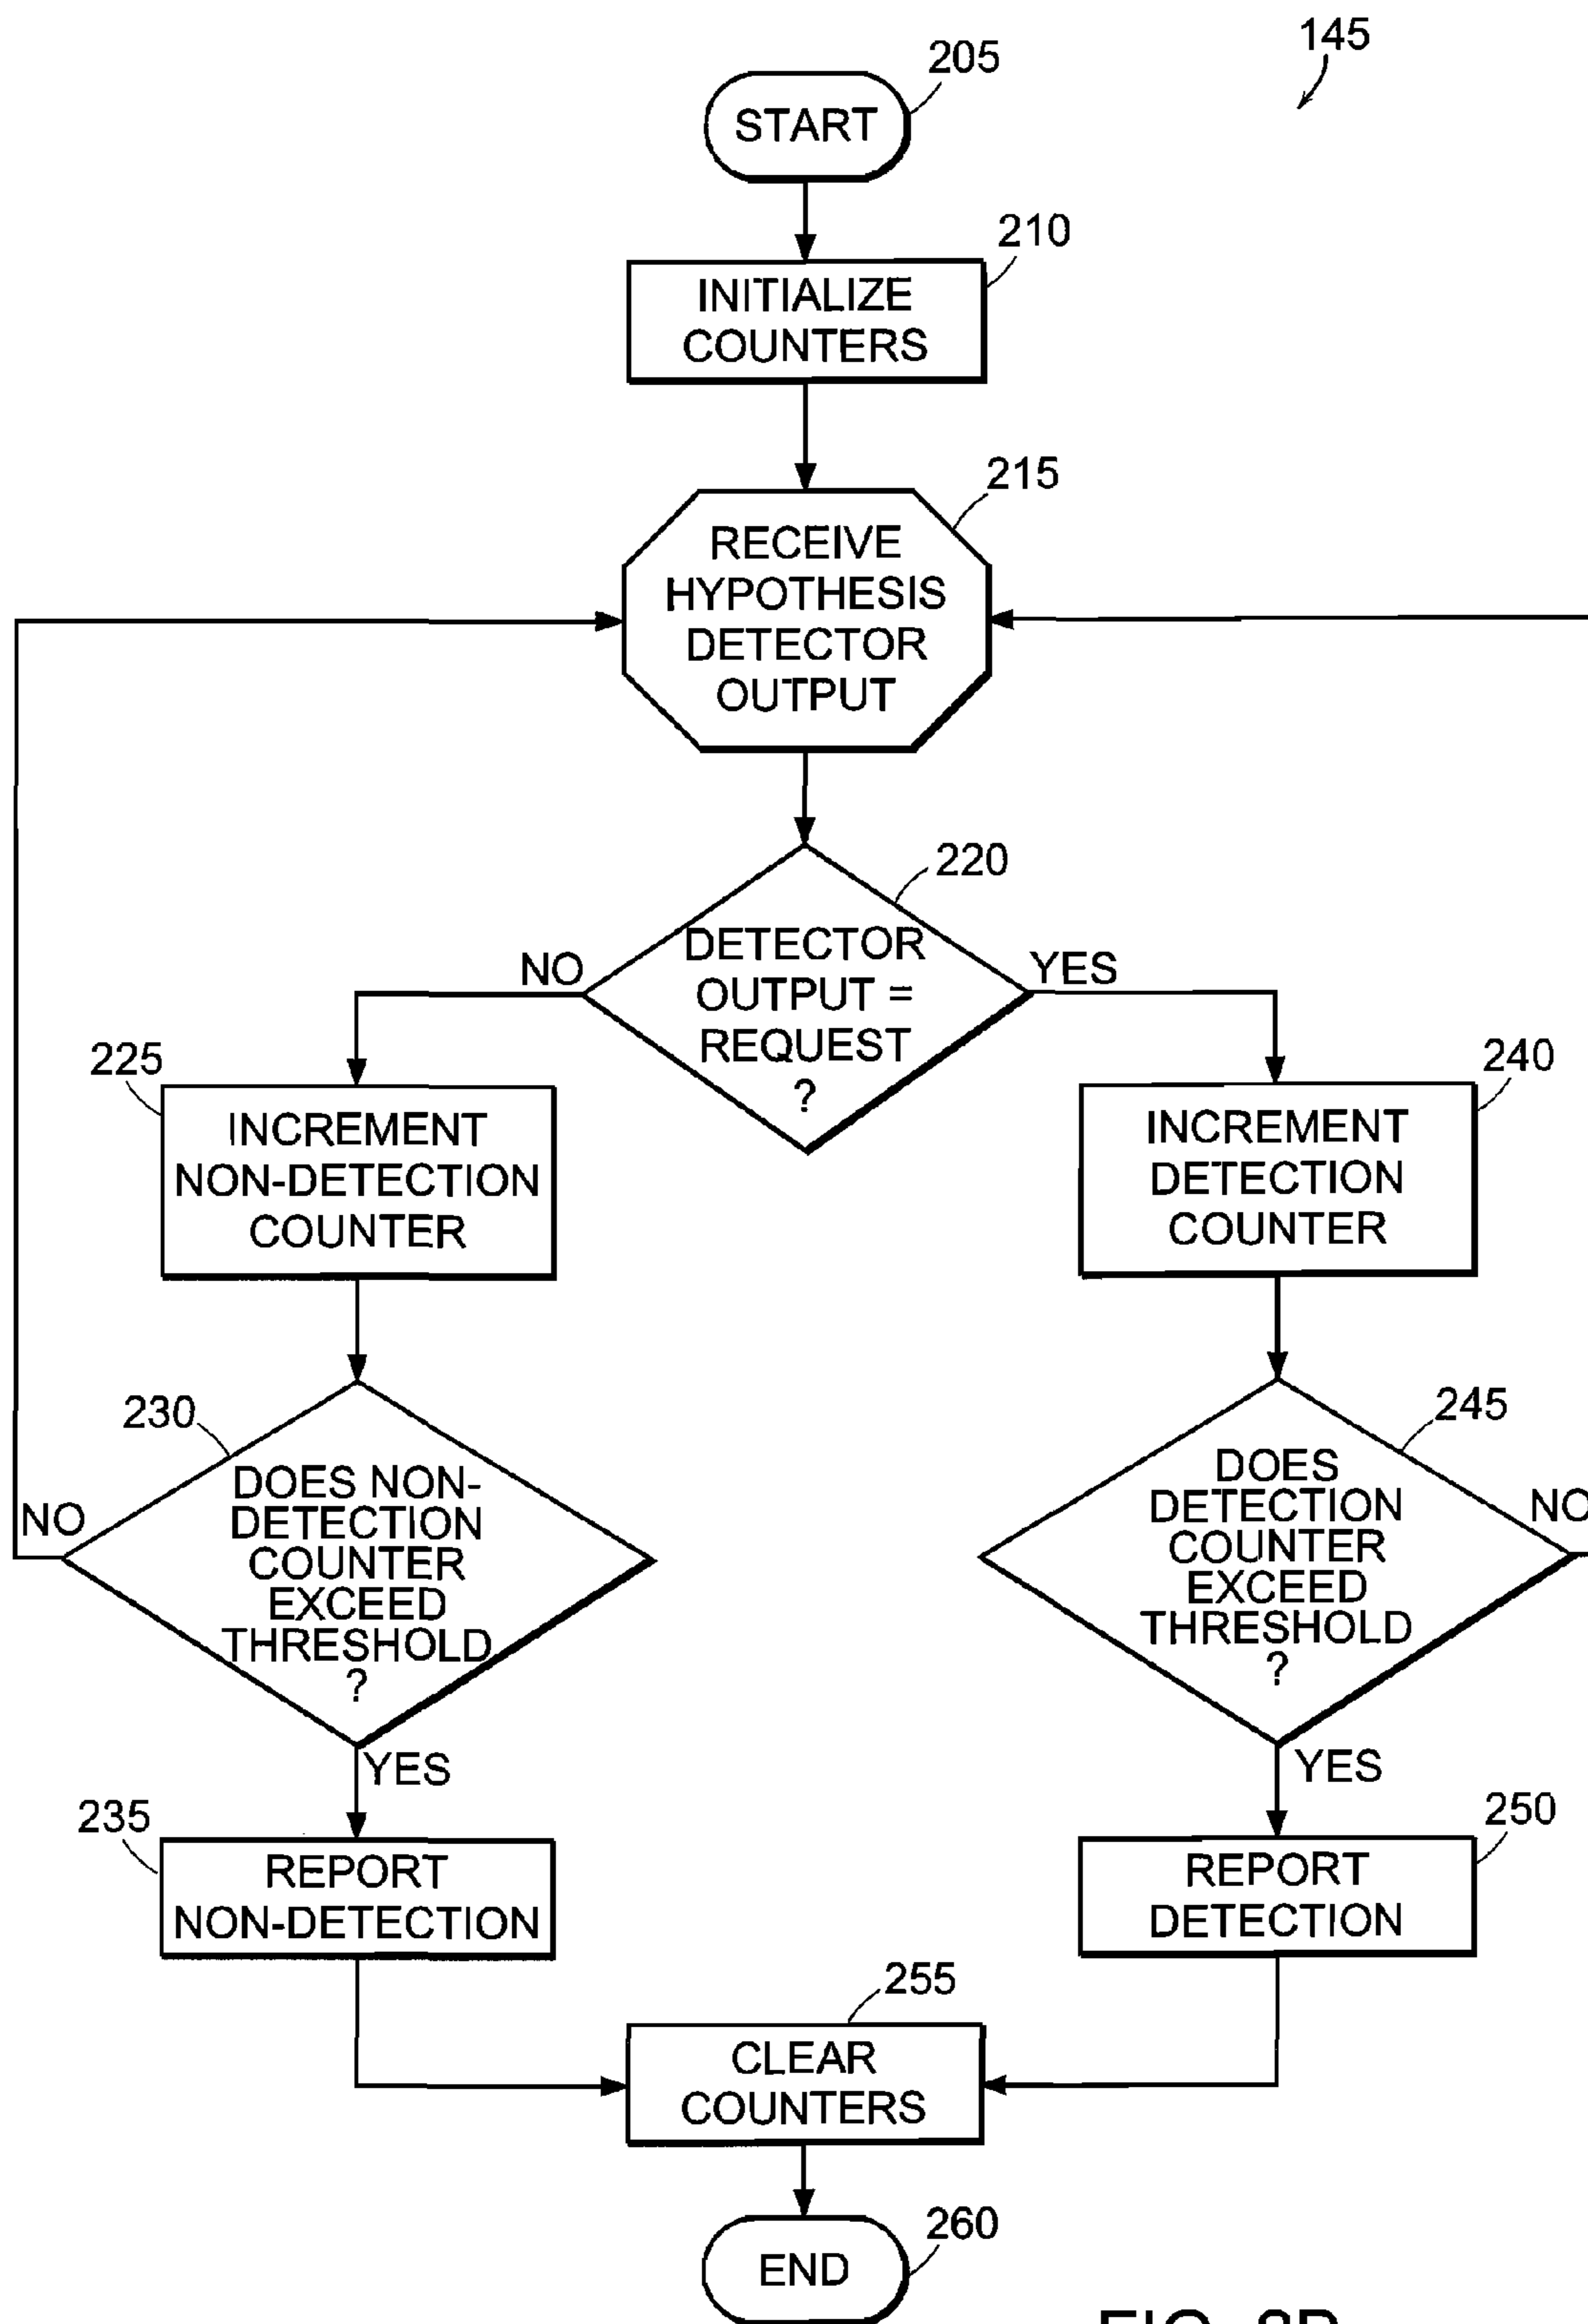 145
205
START
210
INITIALIZE
COUNTERS
215
RECEIVE
HYPOTHESIS
DETECTOR
OUTPUT
220
DETECTOR
OUTPUT =
REQUEST
?
NO
YES
225
INCREMENT
NON-DETECTION
COUNTER
240
INCREMENT
DETECTION
COUNTER
230
DOES NON-
DETECTION
COUNTER
EXCEED
THRESHOLD
?
NO
YES
245
DOES
DETECTION
COUNTER
EXCEED
THRESHOLD
?
NO
YES
235
REPORT
NON-DETECTION
250
REPORT
DETECTION
255
CLEAR
COUNTERS
260
END